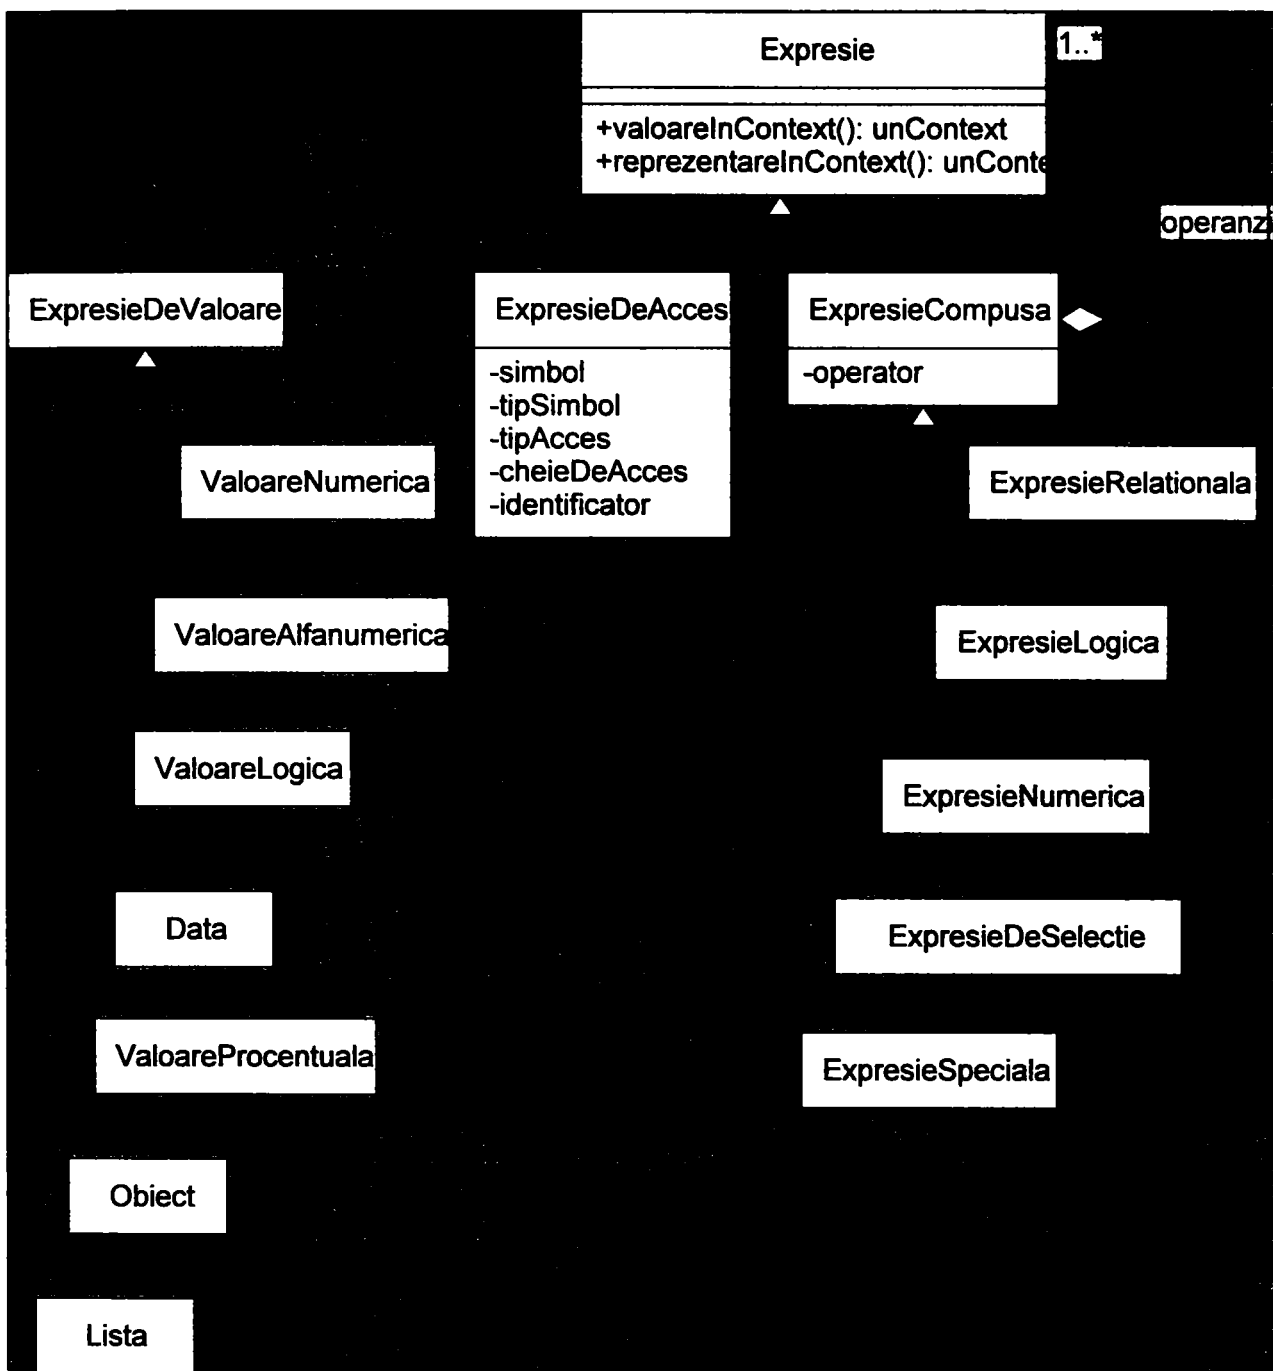 Expresie
1..*
+valoareInContext(): unContext
+reprezentareInContext(): unConte
operanzi
ExpresieDeValoare
ExpresieDeAcces
ExpresieCompusa
-simbol
-tipSimbol
-tipAcces
-cheieDeAcces
-identificator
-operator
ValoareNumerica
ExpresieRelationala
ValoareAlfanumerica
ExpresieLogica
ValoareLogica
ExpresieNumerica
Data
ExpresieDeSelectie
ValoareProcentuala
ExpresieSpeciala
Obiect
Lista